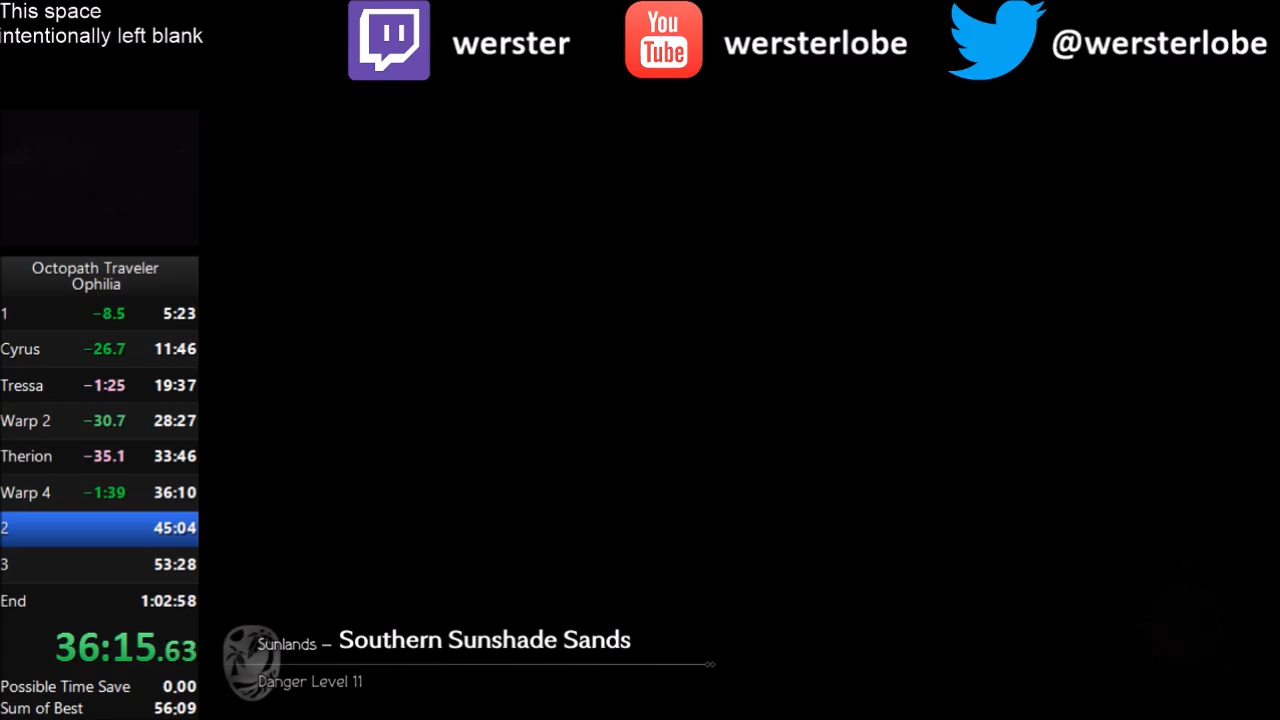 This space
intentionally left blank
werster
You
Tube
wersterlobe
@wersterlobe
Octopath Traveler
Ophilia
1 −8.5 5:23
Cyrus −26.7 11:46
Tressa −1:25 19:37
Warp 2 −30.7 28:27
Therion −35.1 33:46
Warp 4 −1:39 36:10
2 45:04
3 53:28
End 1:02:58
36:15.63
Possible Time Save 0.00
Sum of Best 56:09
Sunlands – Southern Sunshade Sands
Danger Level 11